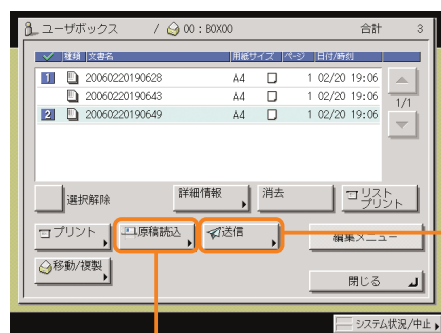 ユーザボックス / 00 : BOX00 合計 3
種類 文書名 用紙サイズ ページ 日付/時刻
1 20060220190628 A4 1 02/20 19:06
20060220190643 A4 1 02/20 19:06
2 20060220190649 A4 1 02/20 19:06
1/1
選択解除 詳細情報 消去 リスト
プリント
プリント 原稿読込 送信 編集メニュー
移動/複製
閉じる
システム状況/中止